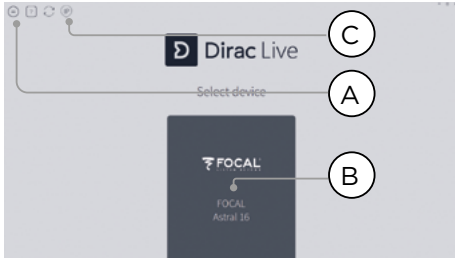 C
Dirac Live
A
Select device
FOCAL
B
FOCAL
Astral 16